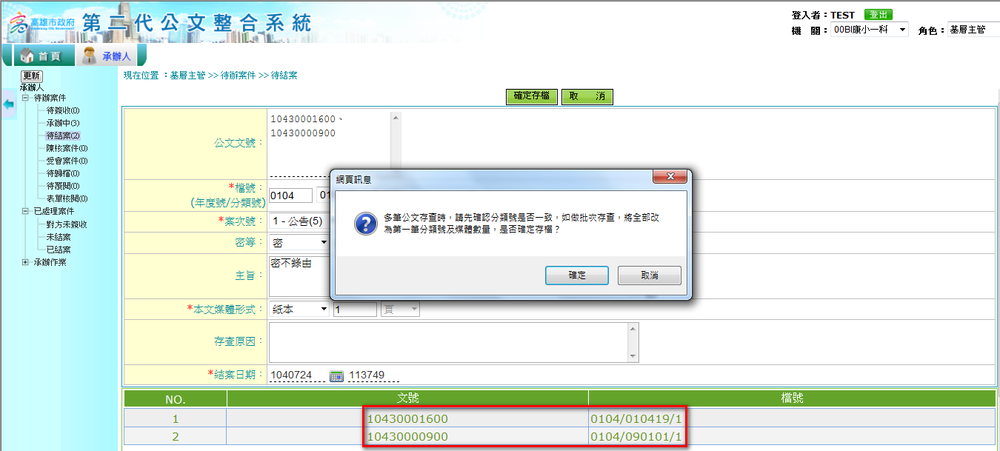 高雄市政府
第二代公文整合系統
登入者：TEST 登出
機 關：00BI康小一科 角色：基層主管
首頁 承辦人
更新
現在位置：基層主管 >> 待辦案件 >> 待結案
承辦人
待辦案件
待簽收(0)
承辦中(3)
待結案(2)
陳核案件(0)
受會案件(0)
待歸檔(0)
待覆閱(0)
表單核閱(0)
已處理案件
對方未簽收
未結案
已結案
承辦作業
確定存檔 取 消
公文文號：
10430001600、
10430000900
*檔號：
(年度號/分類號)
0104 01
*案次號： 1 - 公告(5)
密等： 密
主旨： 密不錄由
*本文媒體形式： 紙本 1 頁
存查原因：
*結案日期： 1040724 113749
網頁訊息
多筆公文存查時，請先確認分類號是否一致，如做批次存查，將全部改
為第一筆分類號及媒體數量，是否確定存檔？
確定 取消
NO. 文號 檔號
1 10430001600 0104/010419/1
2 10430000900 0104/090101/1